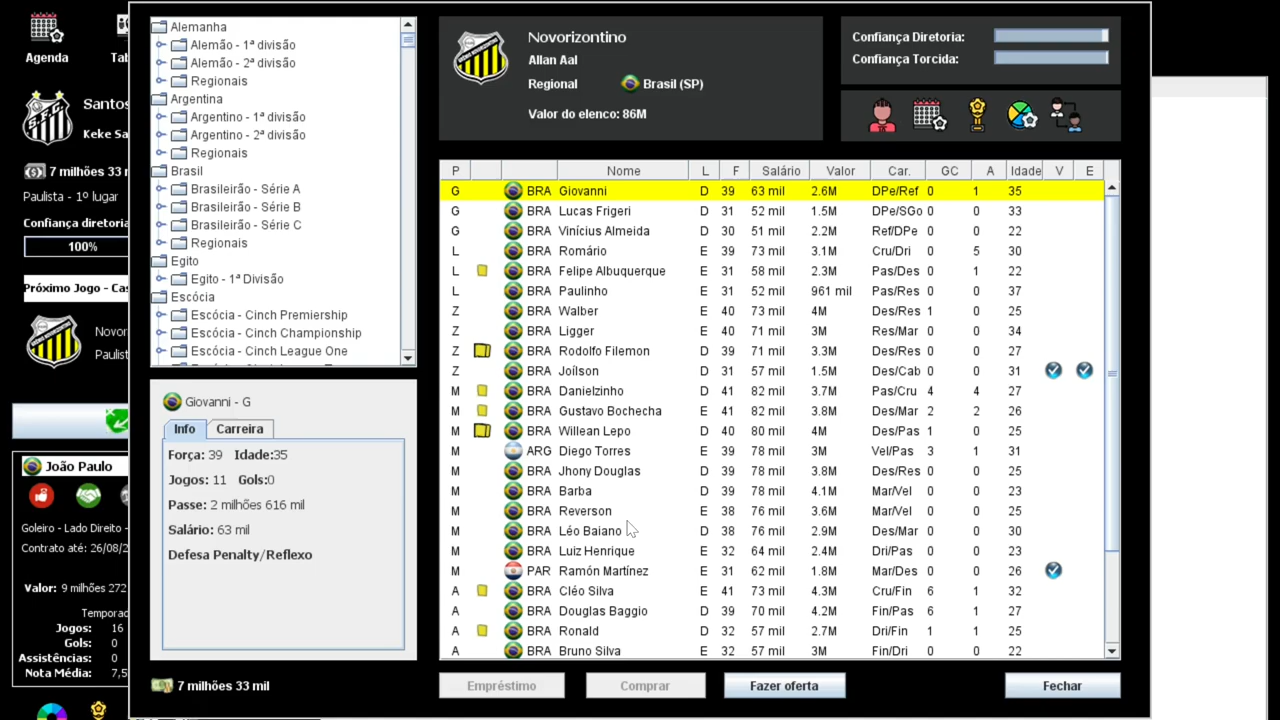 Agenda
Tab
Santos
Keke Sa
7 milhões 33 m
Paulista - 1º lugar
Confiança diretoria
100%
Próximo Jogo - Cas
Novor
Paulist
João Paulo
Goleiro - Lado Direito -
Contrato até: 26/08/2
Valor: 9 milhões 272
Temporad
Jogos: 16
Gols: 0
Assistências: 0
Nota Média: 7,5
Alemanha
Alemão - 1ª divisão
Alemão - 2ª divisão
Regionais
Argentina
Argentino - 1ª divisão
Argentino - 2ª divisão
Regionais
Brasil
Brasileirão - Série A
Brasileirão - Série B
Brasileirão - Série C
Regionais
Egito
Egito - 1ª Divisão
Escócia
Escócia - Cinch Premiership
Escócia - Cinch Championship
Escócia - Cinch League One
Giovanni - G
Info Carreira
Força: 39 Idade:35
Jogos: 11 Gols:0
Passe: 2 milhões 616 mil
Salário: 63 mil
Defesa Penalty/Reflexo
7 milhões 33 mil
Novorizontino
Allan Aal
Regional Brasil (SP)
Valor do elenco: 86M
Confiança Diretoria:
Confiança Torcida:
P Nome L F Salário Valor Car. GC A Idade V E
G BRA Giovanni D 39 63 mil 2.6M DPe/Ref 0 1 35
G BRA Lucas Frigeri D 31 52 mil 1.5M DPe/SGo 0 0 33
G BRA Vinícius Almeida D 30 51 mil 2.2M Ref/DPe 0 0 22
L BRA Romário E 39 73 mil 3.1M Cru/Dri 0 5 30
L BRA Felipe Albuquerque E 31 58 mil 2.3M Pas/Des 0 1 22
L BRA Paulinho E 31 52 mil 961 mil Pas/Res 0 0 37
Z BRA Walber E 40 73 mil 4M Des/Res 1 0 25
Z BRA Ligger E 40 71 mil 3M Res/Mar 0 0 34
Z BRA Rodolfo Filemon D 39 71 mil 3.3M Des/Res 0 0 27
Z BRA Joílson D 31 57 mil 1.5M Des/Cab 0 0 31
M BRA Danielzinho D 41 82 mil 3.7M Pas/Cru 4 4 27
M BRA Gustavo Bochecha E 41 82 mil 3.8M Des/Mar 2 2 26
M BRA Willean Lepo D 40 80 mil 4M Des/Pas 1 0 25
M ARG Diego Torres E 39 78 mil 3M Vel/Pas 3 1 31
M BRA Jhony Douglas D 39 78 mil 3.8M Des/Res 0 0 25
M BRA Barba D 39 78 mil 4.1M Mar/Vel 0 0 23
M BRA Reverson E 38 76 mil 3.6M Mar/Vel 0 0 25
M BRA Léo Baiano D 38 76 mil 2.9M Des/Mar 0 0 30
M BRA Luiz Henrique E 32 64 mil 2.4M Dri/Pas 0 0 23
M PAR Ramón Martínez E 31 62 mil 1.8M Mar/Des 0 0 26
A BRA Cléo Silva E 41 73 mil 4.3M Cru/Fin 6 1 32
A BRA Douglas Baggio D 39 70 mil 4.2M Fin/Pas 6 1 27
A BRA Ronald D 32 57 mil 2.7M Dri/Fin 1 1 25
A BRA Bruno Silva E 32 57 mil 3M Fin/Dri 0 0 22
Empréstimo Comprar Fazer oferta Fechar